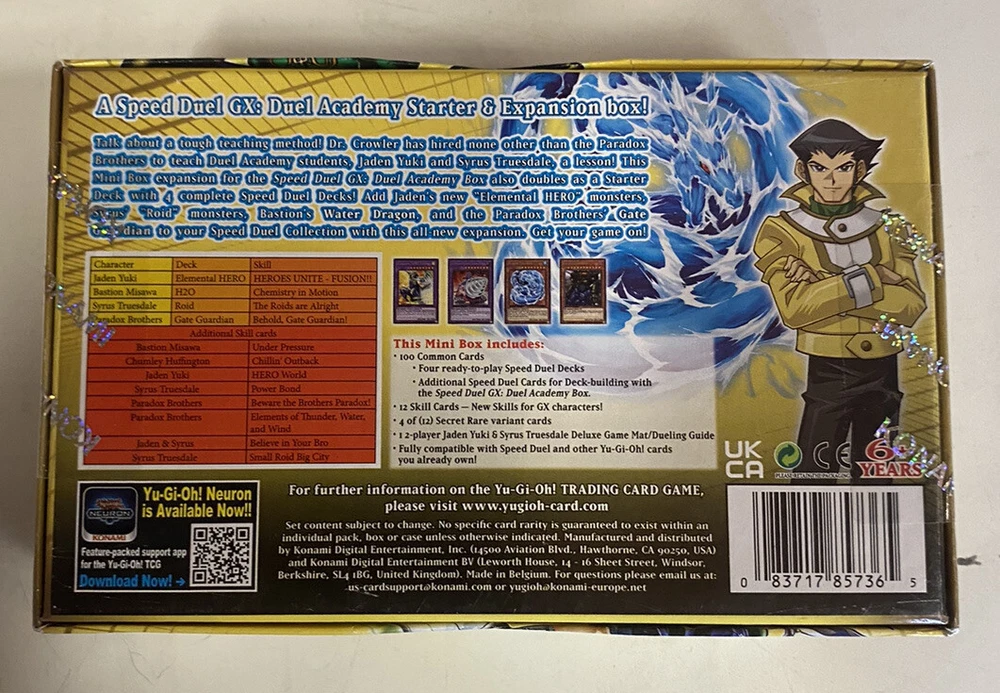 A Speed Duel GX: Duel Academy Starter & Expansion box!
Talk about a tough teaching method! Dr. Crowler has hired none other than the Paradox
Brothers to teach Duel Academy students, Jaden Yuki and Syrus Truesdale, a lesson! This
Mini Box expansion for the Speed Duel GX: Duel Academy Box also doubles as a Starter
Deck with 4 complete Speed Duel Decks! Add Jaden's new "Elemental HERO" monsters,
Syrus' "Roid" monsters, Bastion's Water Dragon, and the Paradox Brothers' Gate
Guardian to your Speed Duel Collection with this all-new expansion. Get your game on!
Character Deck Skill
Jaden Yuki Elemental HERO HEROES UNITE - FUSION!!
Bastion Misawa H2O Chemistry in Motion
Syrus Truesdale Roid The Roids are Alright
Paradox Brothers Gate Guardian Behold, Gate Guardian!
Additional Skill cards
Bastion Misawa Under Pressure
Chumley Huffington Chillin' Outback
Jaden Yuki HERO World
Syrus Truesdale Power Bond
Paradox Brothers Beware the Brothers Paradox!
Paradox Brothers Elements of Thunder, Water,
and Wind
Jaden & Syrus Believe in Your Bro
Syrus Truesdale Small Roid Big City
This Mini Box includes:
• 100 Common Cards
• Four ready-to-play Speed Duel Decks
• Additional Speed Duel Cards for Deck-building with
the Speed Duel GX: Duel Academy Box.
• 12 Skill Cards — New Skills for GX characters!
• 4 of (12) Secret Rare variant cards
• 1 2-player Jaden Yuki & Syrus Truesdale Deluxe Game Mat/Dueling Guide
• Fully compatible with Speed Duel and other Yu-Gi-Oh! cards
you already own!
UK
CA
CE
6+
YEARS
NEURON
KONAMI
Yu-Gi-Oh! Neuron
is Available Now!!
Feature-packed support app
for the Yu-Gi-Oh! TCG
Download Now! →
For further information on the Yu-Gi-Oh! TRADING CARD GAME,
please visit www.yugioh-card.com
Set content subject to change. No specific card rarity is guaranteed to exist within an
individual pack, box or case unless otherwise indicated. Manufactured and distributed
by Konami Digital Entertainment, Inc. (14500 Aviation Blvd., Hawthorne, CA 90250, USA)
and Konami Digital Entertainment BV (Leworth House, 14 - 16 Sheet Street, Windsor,
Berkshire, SL4 1BG, United Kingdom). Made in Belgium. For questions please email us at:
us-cardsupport@konami.com or yugioh@konami-europe.net
0 83717 85736 5